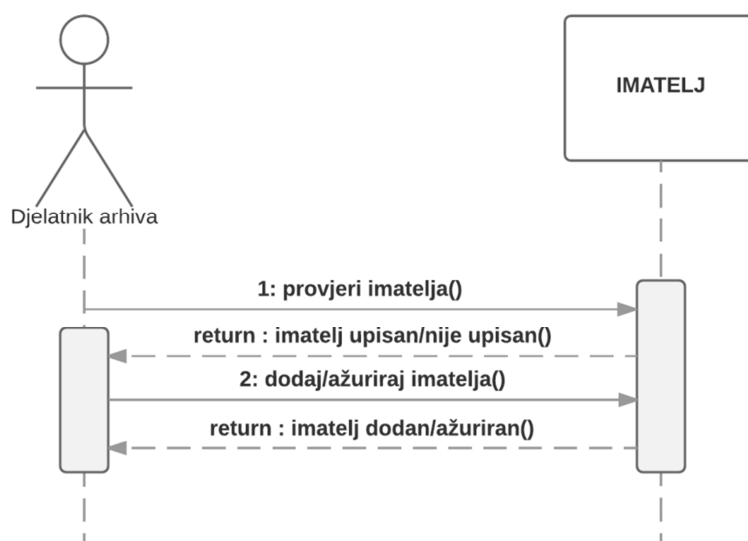 IMATELJ
Djelatnik arhiva
1: provjeri imatelja()
return : imatelj upisan/nije upisan()
2: dodaj/ažuriraj imatelja()
return : imatelj dodan/ažuriran()